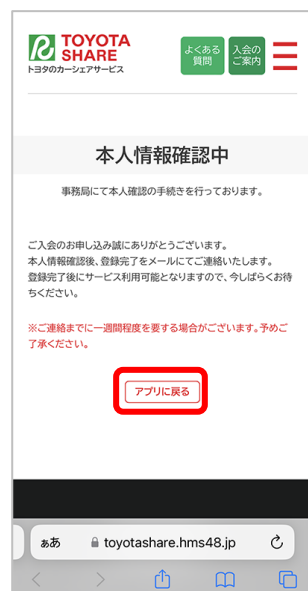 TOYOTA
SHARE
トヨタのカーシェアサービス
よくある
質問
入会の
ご案内
本人情報確認中
事務局にて本人確認の手続きを行っております。
ご入会のお申し込み誠にありがとうございます。
本人情報確認後、登録完了をメールにてご連絡いたします。
登録完了後にサービス利用可能となりますので、今しばらくお待
ちください。
※ご連絡までに一週間程度を要する場合がございます。予めご
了承ください。
アプリに戻る
ぁあ toyotashare.hms48.jp